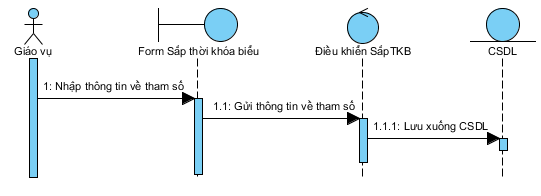 Giáo vụ
Form Sắp thời khóa biểu
Điều khiển SắpTKB
CSDL
1: Nhập thông tin về tham số
1.1: Gửi thông tin về tham số
1.1.1: Lưu xuống CSDL